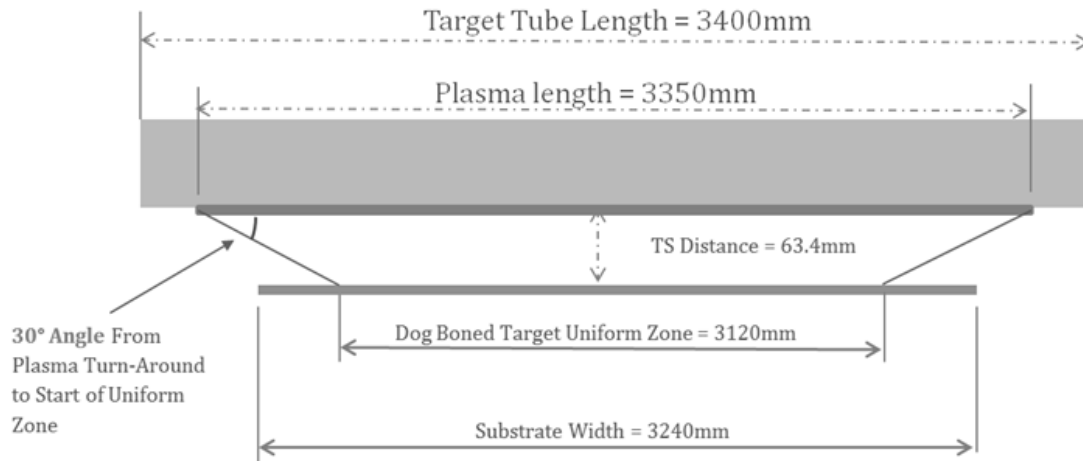 Target Tube Length = 3400mm
Plasma length = 3350mm
TS Distance = 63.4mm
30° Angle From
Plasma Turn-Around
to Start of Uniform
Zone
Dog Boned Target Uniform Zone = 3120mm
Substrate Width = 3240mm